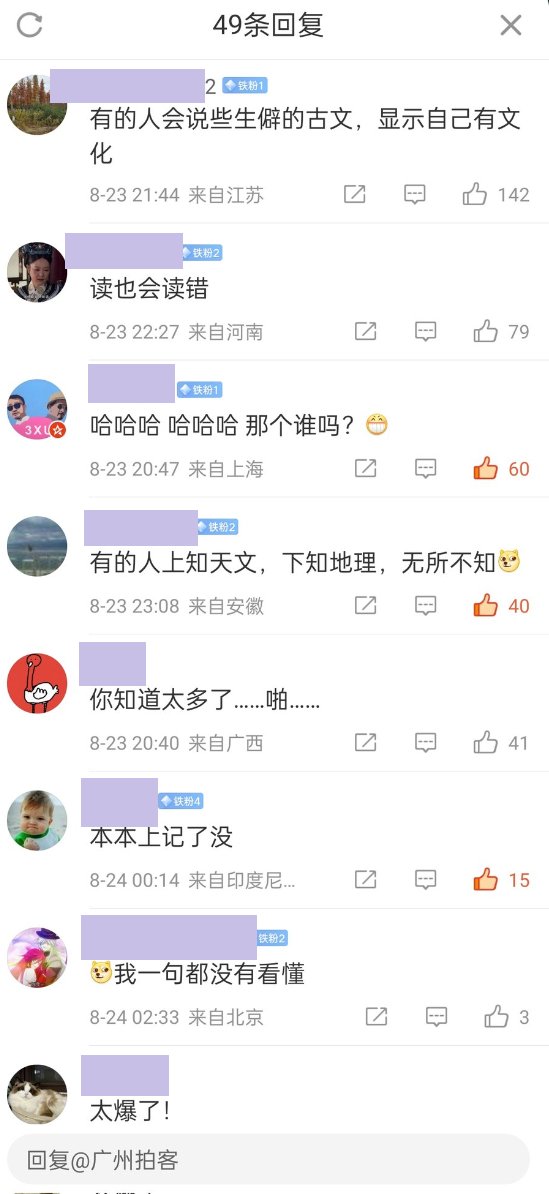 49条回复
2 铁粉1
有的人会说些生僻的古文，显示自己有文
化
8-23 21:44 来自江苏 142
铁粉2
读也会读错
8-23 22:27 来自河南 79
铁粉1
哈哈哈 哈哈哈 那个谁吗？😁
3XU
8-23 20:47 来自上海 60
铁粉2
有的人上知天文，下知地理，无所不知
8-23 23:08 来自安徽 40
你知道太多了......啪......
8-23 20:40 来自广西 41
铁粉4
本本上记了没
8-24 00:14 来自印度尼... 15
铁粉2
我一句都没有看懂
8-24 02:33 来自北京 3
太爆了！
回复@广州拍客